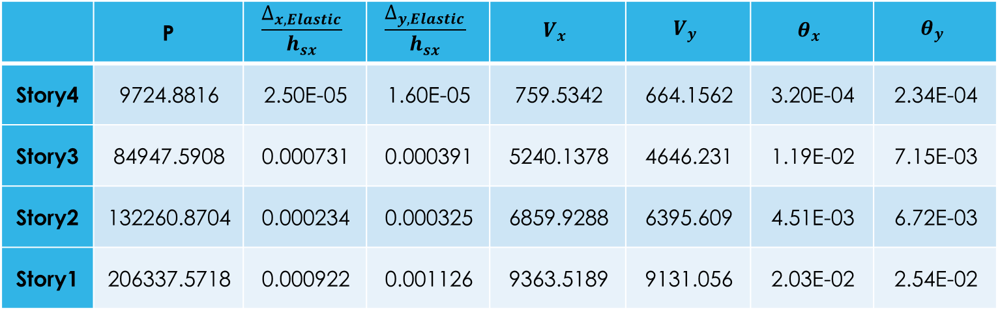 P Δx,Elastic/hsx Δy,Elastic/hsx Vx Vy θx θy
Story4 9724.8816 2.50E-05 1.60E-05 759.5342 664.1562 3.20E-04 2.34E-04
Story3 84947.5908 0.000731 0.000391 5240.1378 4646.231 1.19E-02 7.15E-03
Story2 132260.8704 0.000234 0.000325 6859.9288 6395.609 4.51E-03 6.72E-03
Story1 206337.5718 0.000922 0.001126 9363.5189 9131.056 2.03E-02 2.54E-02